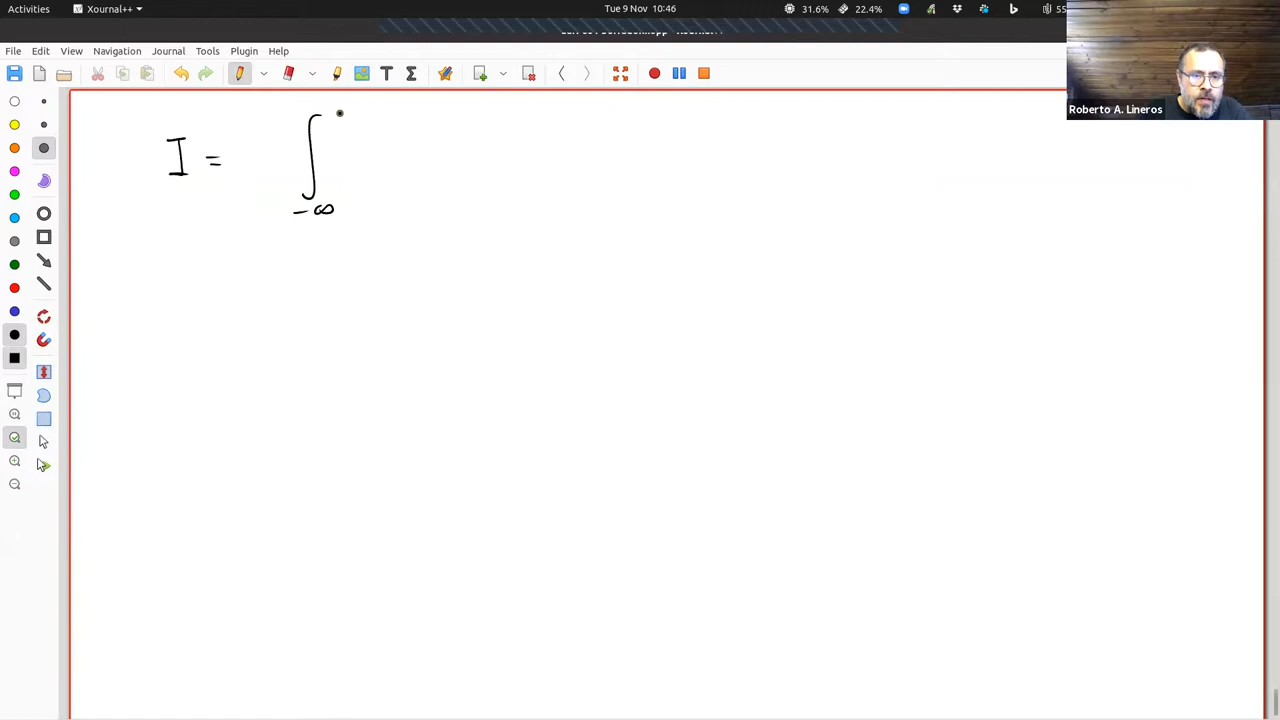 Activities Xournal++ Tue 9 Nov 10:46 31.6% 22.4%
File Edit View Navigation Journal Tools Plugin Help
Roberto A. Lineros
I = ∫
-∞